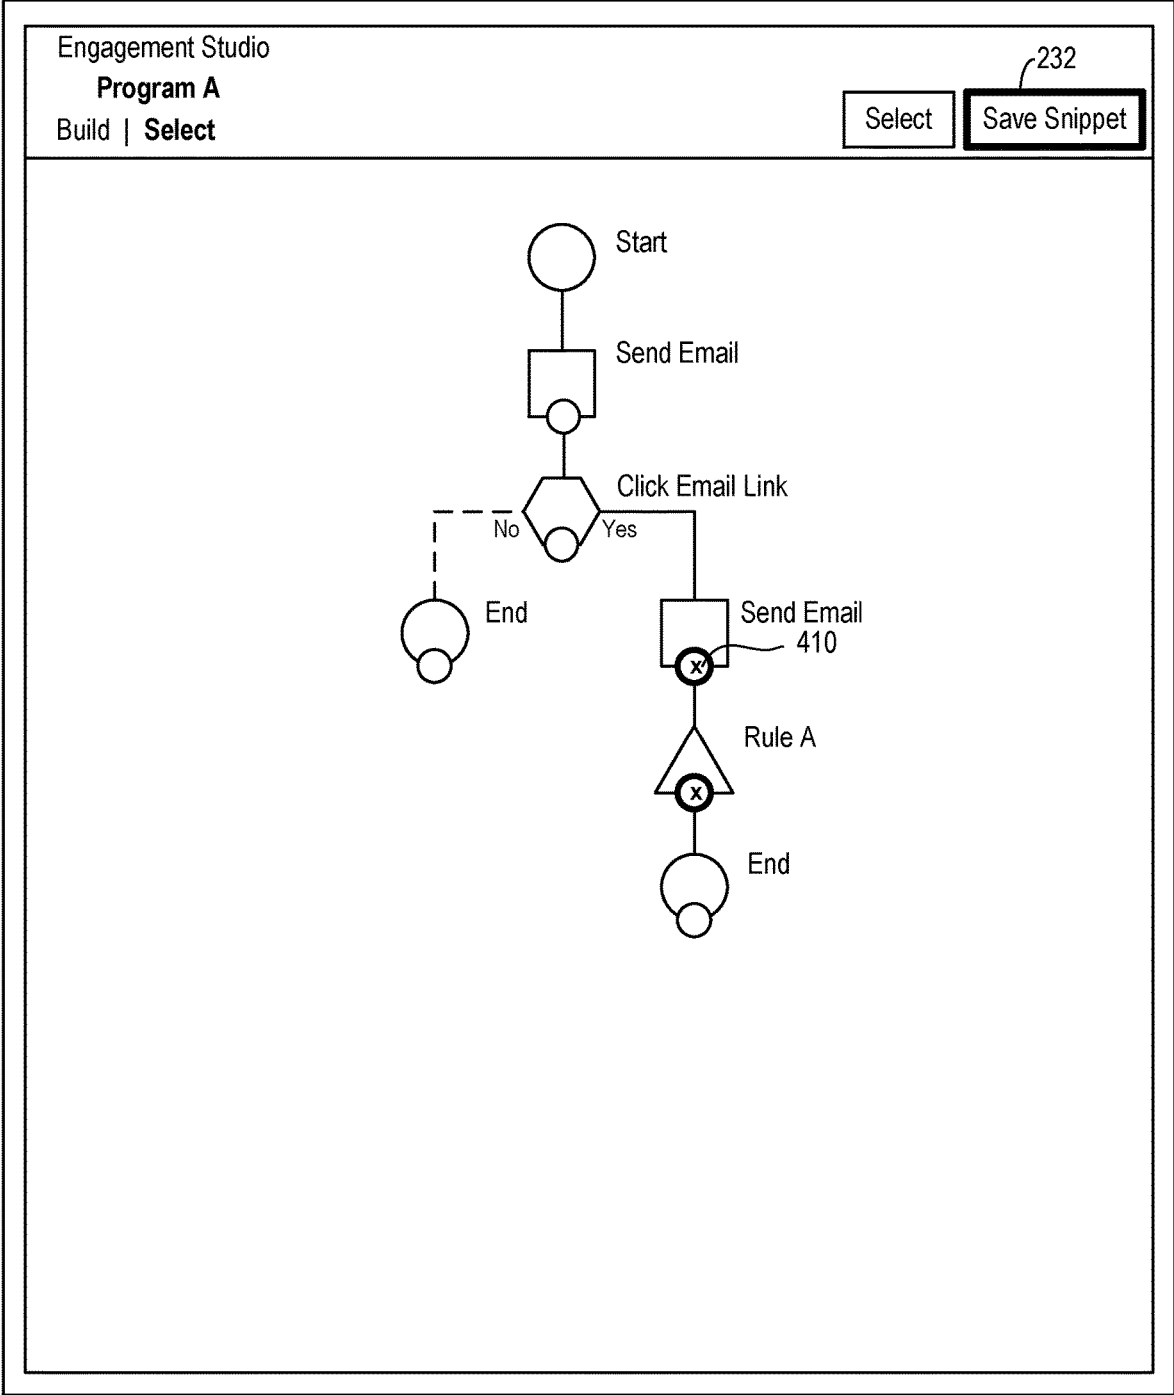 Engagement Studio
Program A
Build | Select
232
Select
Save Snippet
Start
Send Email
Click Email Link
No
Yes
End
Send Email
410
x
Rule A
x
End